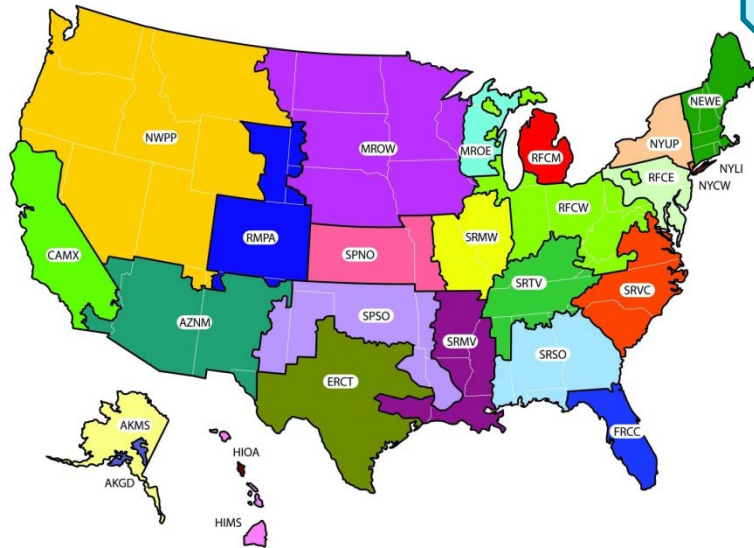 NEWE
NWPP
MROW
MROE
NYUP
RFCM
NYLI
RFCE
NYCW
RFCW
RMPA
SRMW
CAMX
SPNO
SRTV
SRVC
AZNM
SPSO
SRMV
SRSO
ERCT
AKMS
FRCC
HIOA
AKGD
HIMS